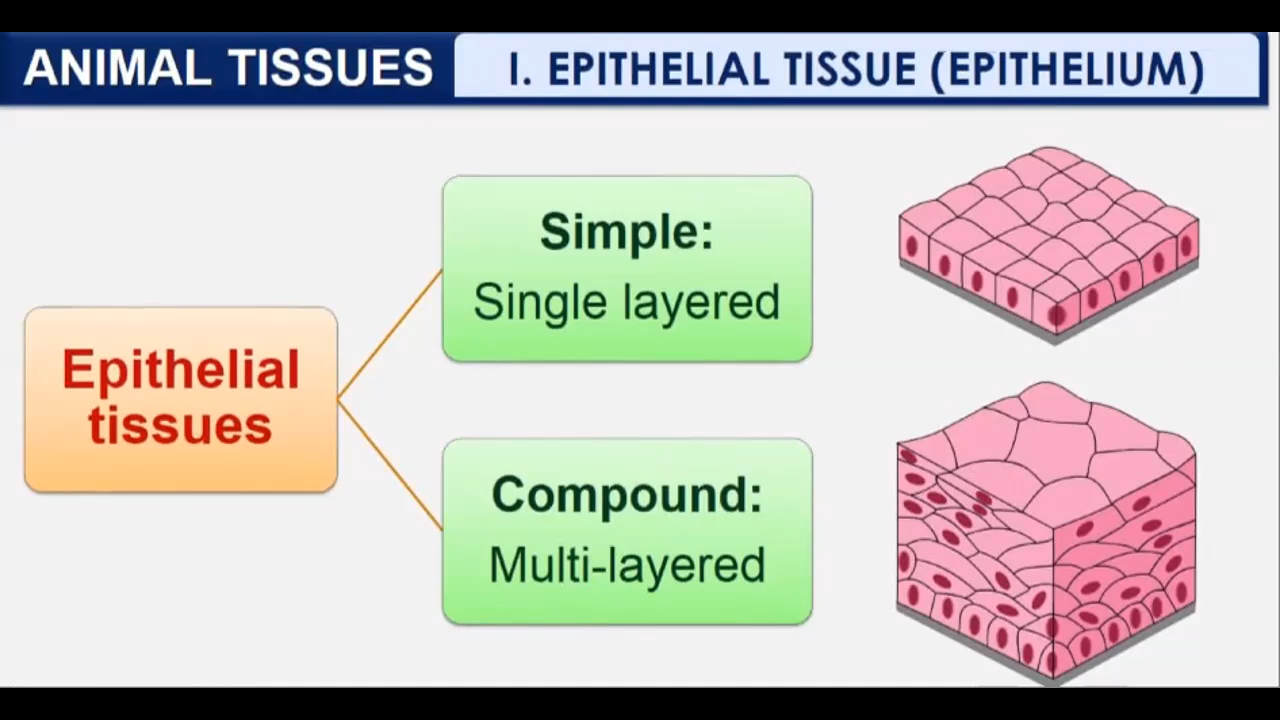 ANIMAL TISSUES
I. EPITHELIAL TISSUE (EPITHELIUM)
Epithelial
tissues
Simple:
Single layered
Compound:
Multi-layered